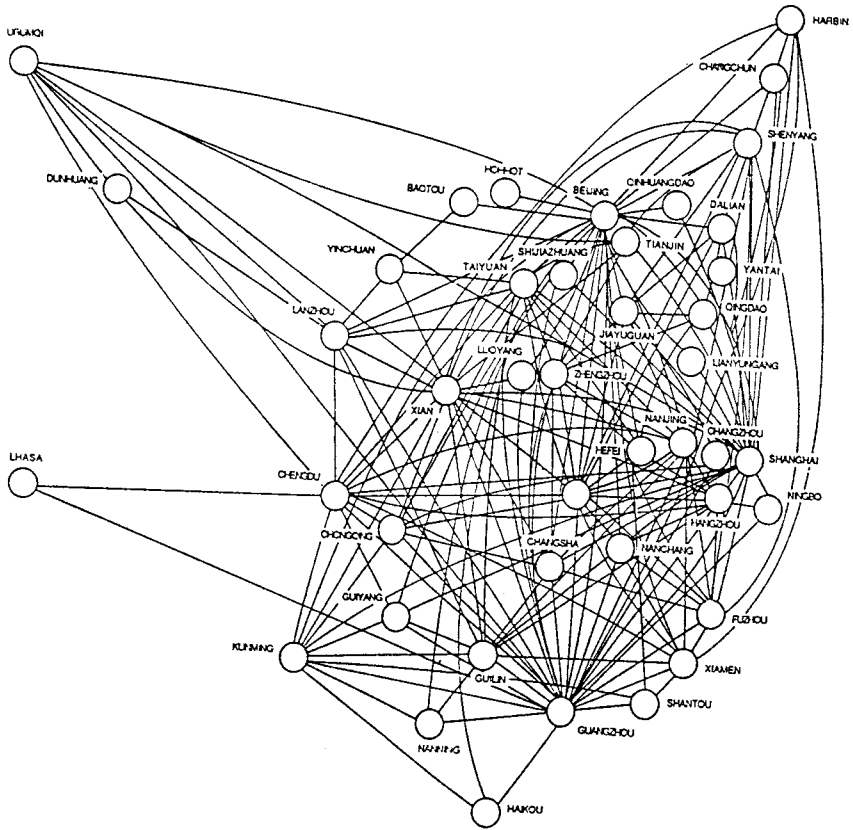 URUMQI
HARBIN
CHANGCHUN
SHENYANG
DUNHUANG
HOHHOT
BAOTOU
BEIJING
QINHUANGDAO
DALIAN
TIANJIN
YINCHUAN
SHIJIAZHUANG
TAIYUAN
YANTAI
LANZHOU
QINGDAO
JIAYUGUAN
LUOYANG
LIANYUNGANG
ZHENGZHOU
XIAN
NANJING
CHANGZHOU
HEFEI
SHANGHAI
LHASA
CHENGDU
NINGBO
HANGZHOU
CHONGQING
CHANGSHA
NANCHANG
GUIYANG
FUZHOU
KUNMING
XIAMEN
GUILIN
SHANTOU
GUANGZHOU
NANNING
HAIKOU